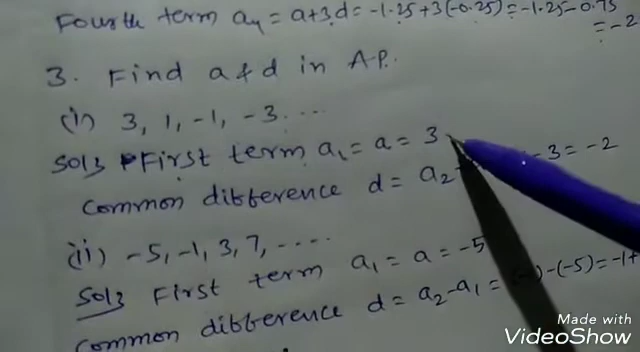 Fourth term a4 = a+3d = -1.25+3(-0.25) = -1.25-0.75
= -2
3. Find a & d in A.P.
(i) 3, 1, -1, -3....
Sol: First term a1 = a = 3
Common difference d = a2 - 3 = -2
(ii) -5, -1, 3, 7, .....
Sol: First term a1 = a = -5
Common difference d = a2-a1 = -(-5) = -1+
Made with
VideoShow